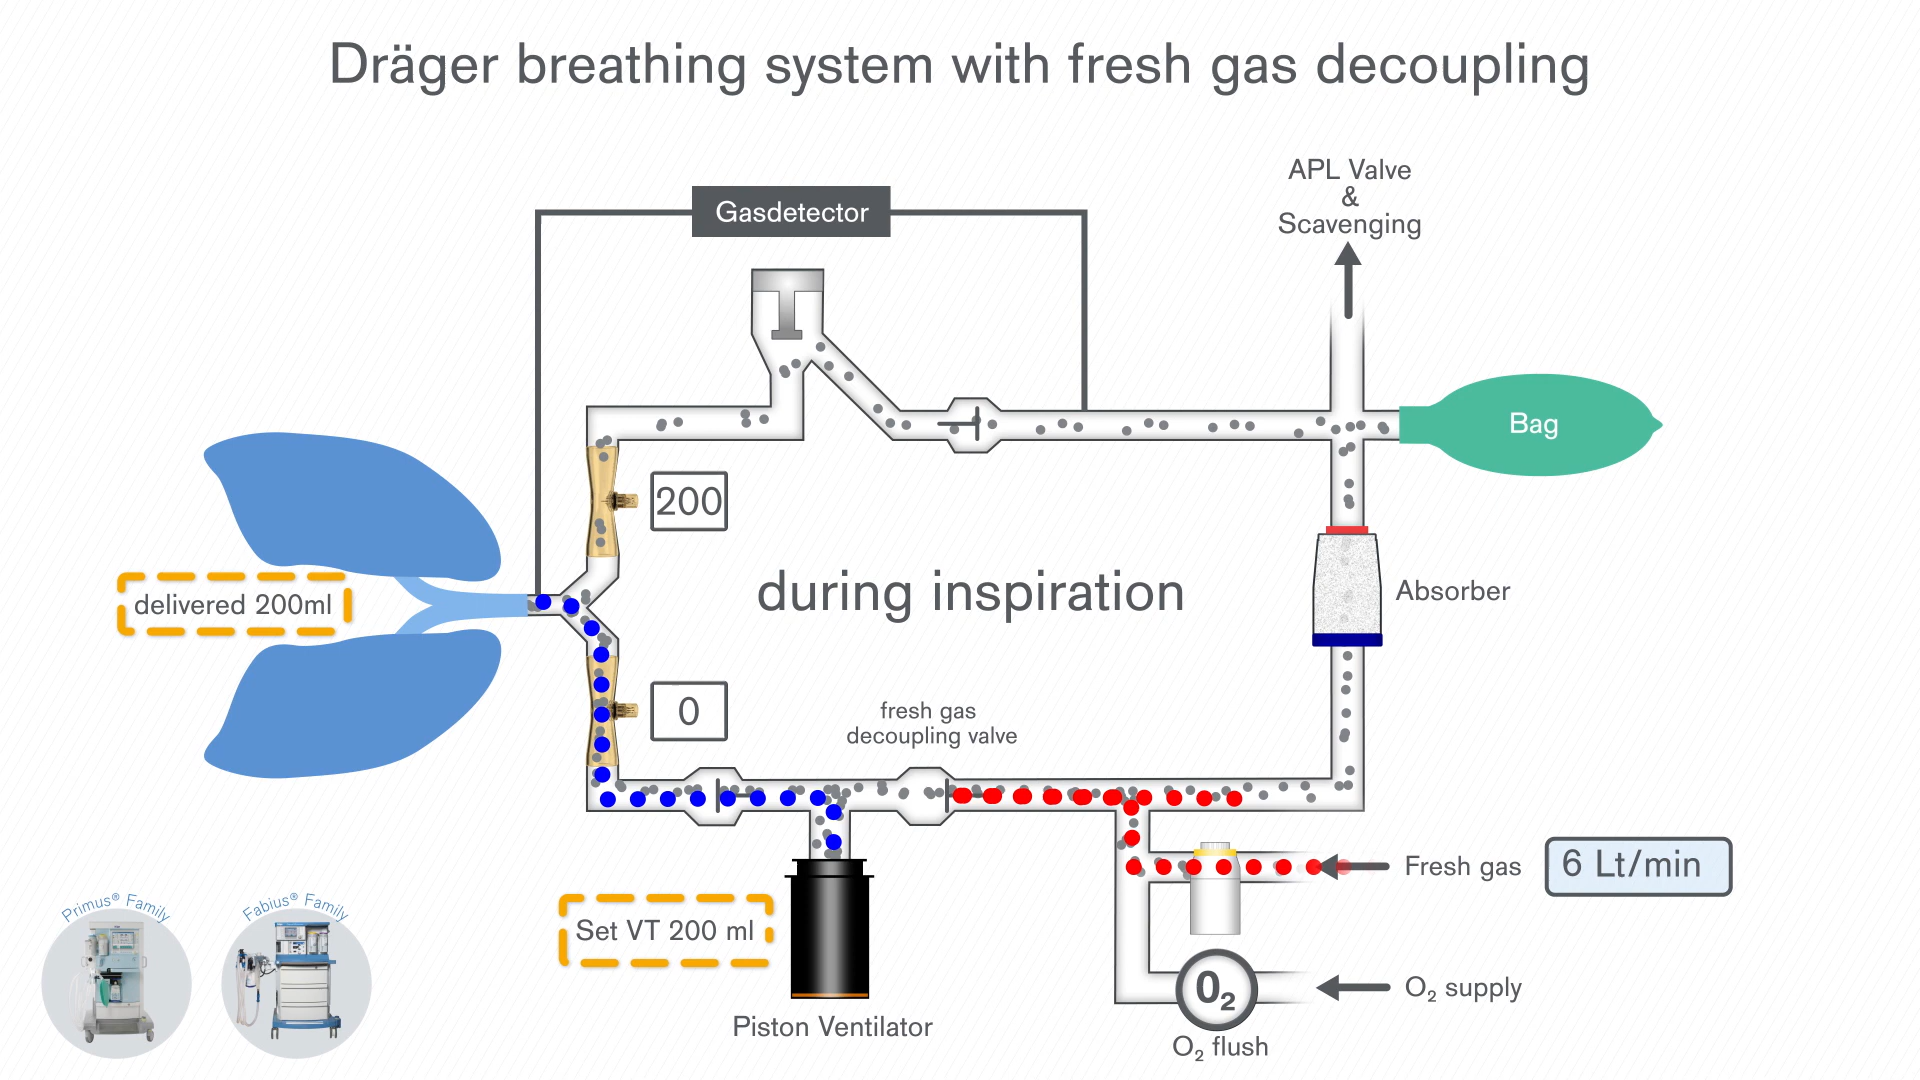 Dräger breathing system with fresh gas decoupling
APL Valve
&
Scavenging
Gasdetector
Bag
200
during inspiration
Absorber
delivered 200ml
0
fresh gas
decoupling valve
Fresh gas
6 Lt/min
Set VT 200 ml
Primus® Family
Fabius® Family
O₂
O₂ supply
Piston Ventilator
O₂ flush